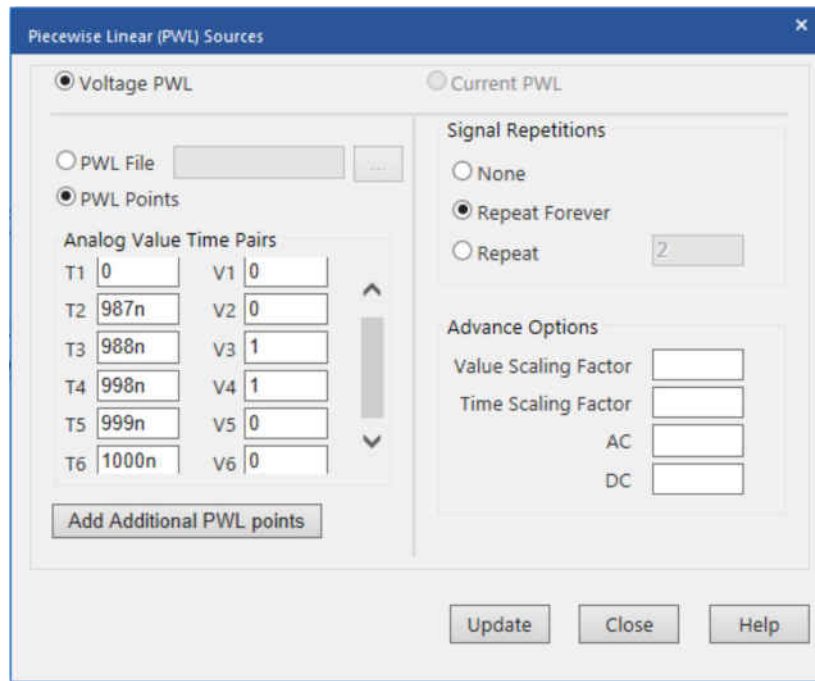 Piecewise Linear (PWL) Sources ×
Voltage PWL
Current PWL
PWL File ...
PWL Points
Analog Value Time Pairs
T1 0 V1 0
T2 987n V2 0
T3 988n V3 1
T4 998n V4 1
T5 999n V5 0
T6 1000n V6 0
Add Additional PWL points
Signal Repetitions
None
Repeat Forever
Repeat 2
Advance Options
Value Scaling Factor
Time Scaling Factor
AC
DC
Update Close Help